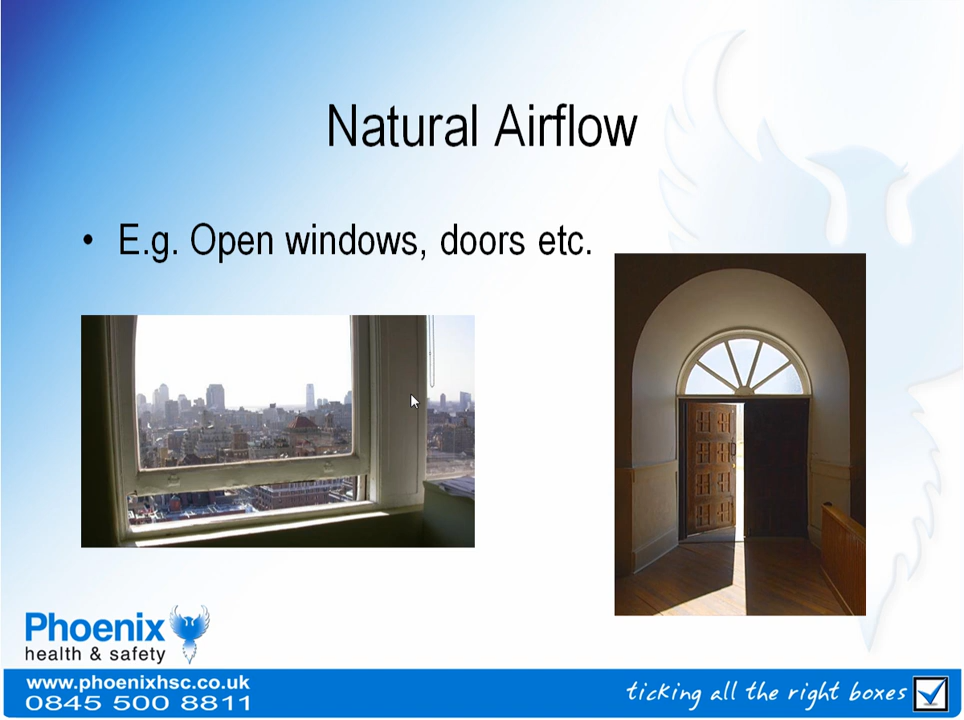 Natural Airflow
• E.g. Open windows, doors etc.
Phoenix
health & safety
www.phoenixhsc.co.uk
0845 500 8811
ticking all the right boxes